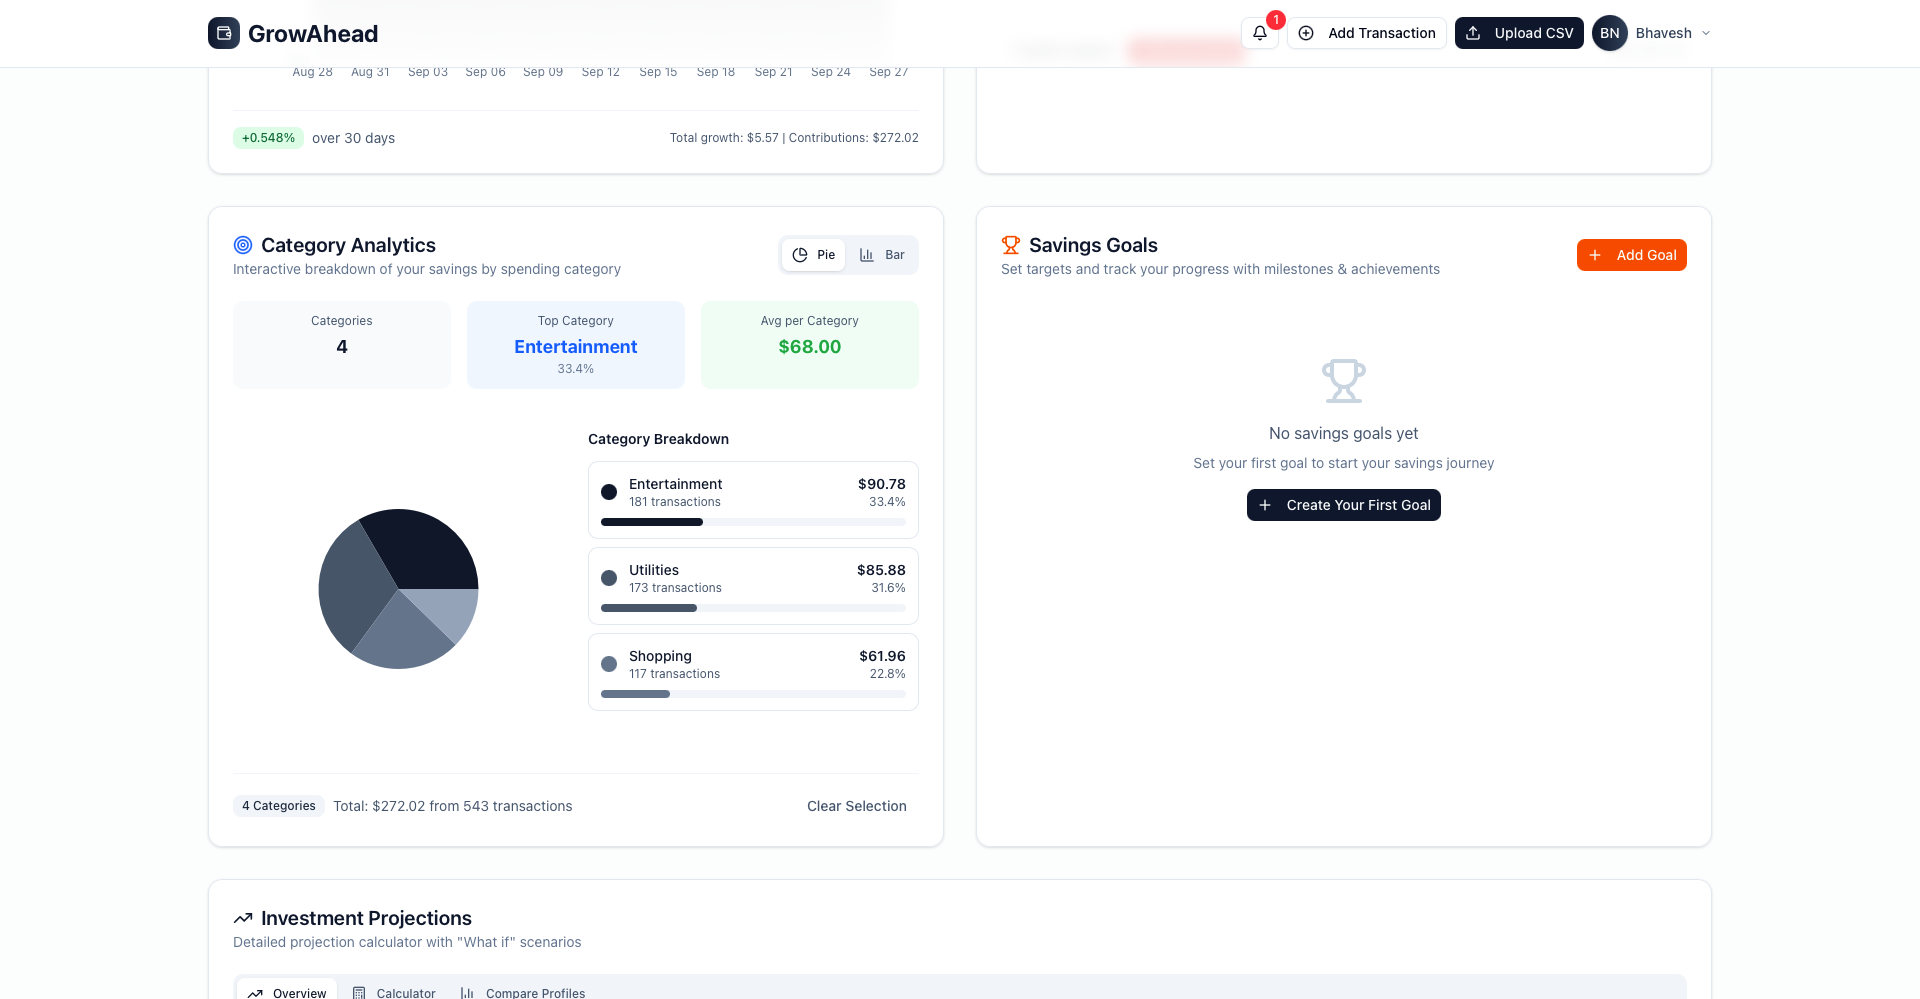 GrowAhead
1
Add Transaction
Upload CSV
BN
Bhavesh
Aug 28 Aug 31 Sep 03 Sep 06 Sep 09 Sep 12 Sep 15 Sep 18 Sep 21 Sep 24 Sep 27
+0.548% over 30 days
Total growth: $5.57 | Contributions: $272.02
Category Analytics
Interactive breakdown of your savings by spending category
Pie
Bar
Categories
4
Top Category
Entertainment
33.4%
Avg per Category
$68.00
Category Breakdown
Entertainment $90.78
181 transactions 33.4%
Utilities $85.88
173 transactions 31.6%
Shopping $61.96
117 transactions 22.8%
4 Categories Total: $272.02 from 543 transactions
Clear Selection
Savings Goals
Set targets and track your progress with milestones & achievements
Add Goal
No savings goals yet
Set your first goal to start your savings journey
Create Your First Goal
Investment Projections
Detailed projection calculator with "What if" scenarios
Overview
Calculator
Compare Profiles